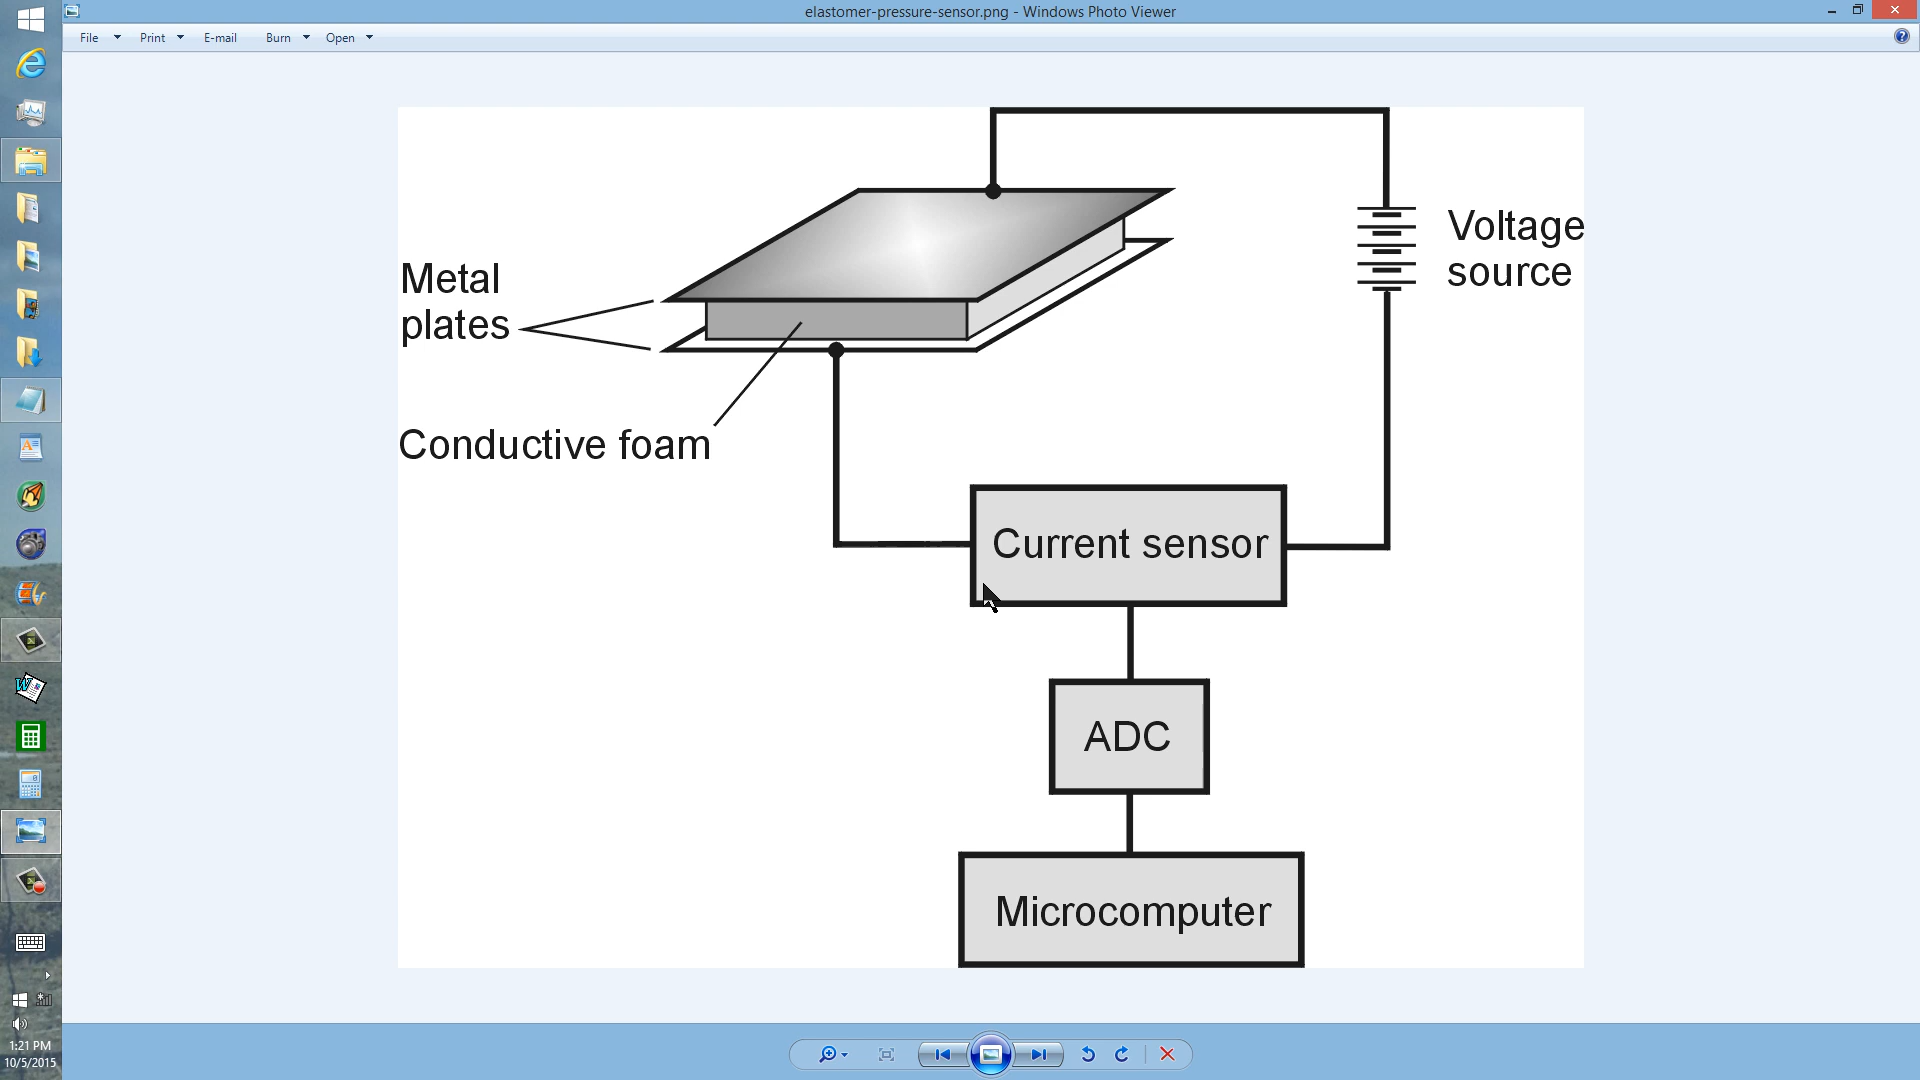 elastomer-pressure-sensor.png - Windows Photo Viewer
File Print E-mail Burn Open
Voltage
source
Metal
plates
Conductive foam
Current sensor
ADC
Microcomputer
1:21 PM
10/5/2015